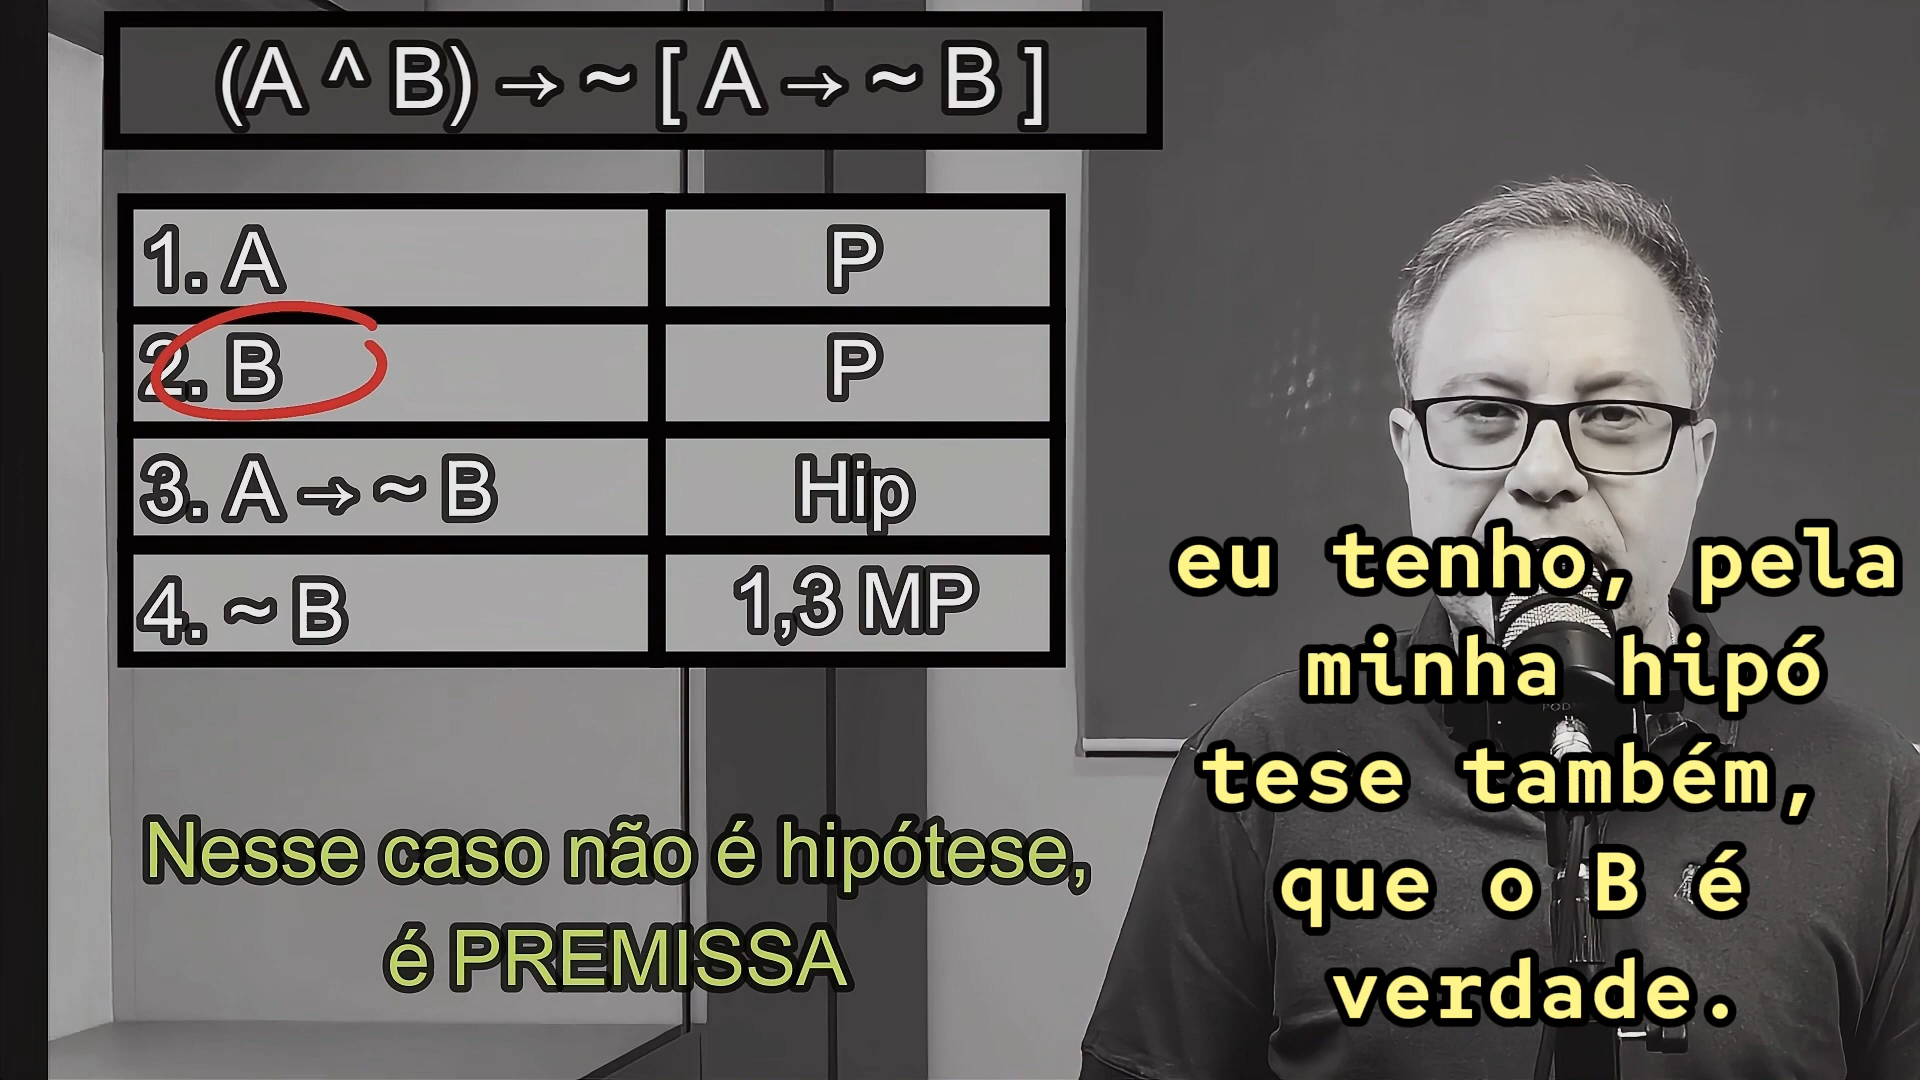 (A ^ B) → ~ [ A → ~ B ]
1. A P
2. B P
3. A → ~ B Hip
4. ~ B 1,3 MP
Nesse caso não é hipótese,
é PREMISSA
eu tenho, pela
minha hipó
tese também,
que o B é
verdade.
POD